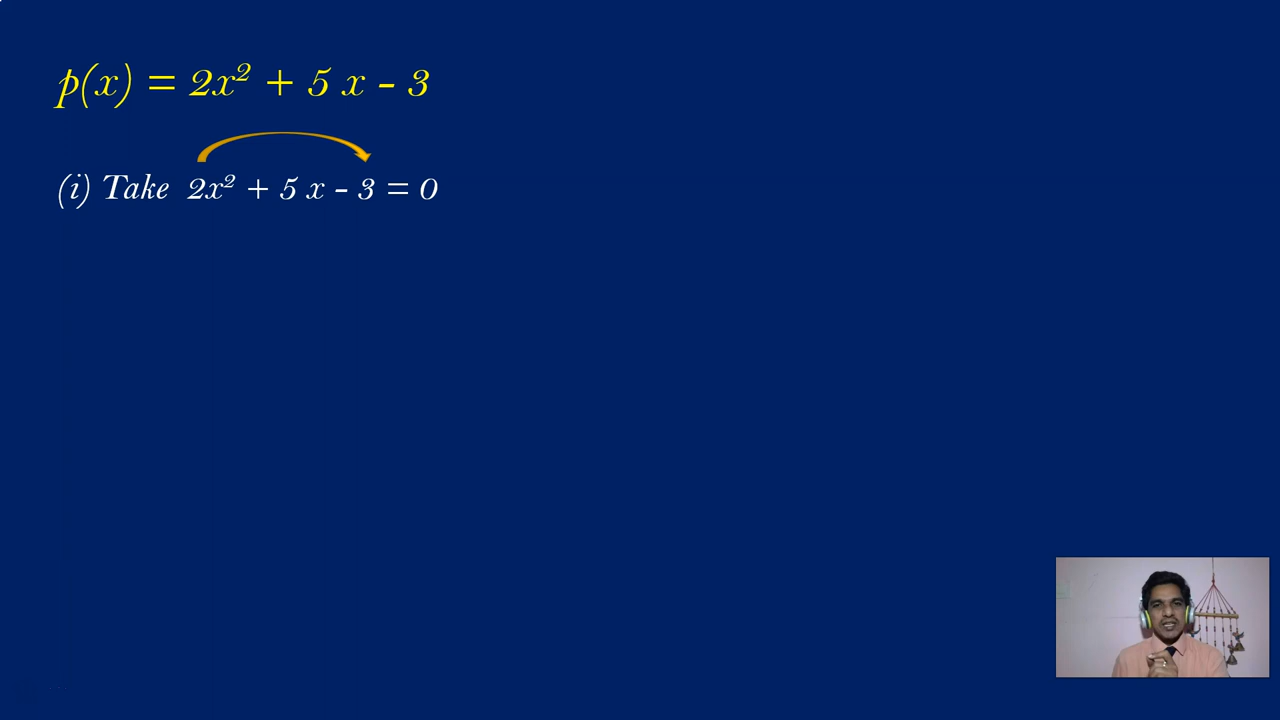 p(x) = 2x² + 5 x - 3
(i) Take 2x² + 5 x - 3 = 0